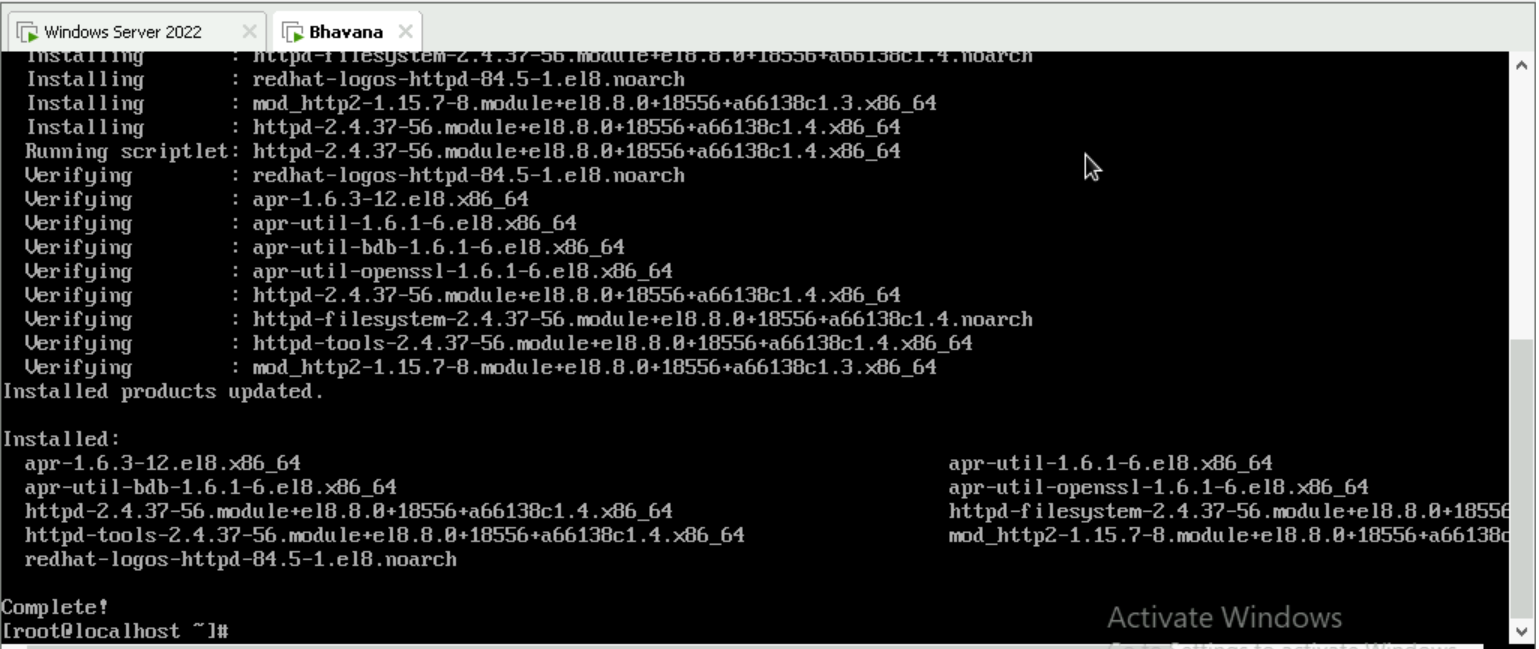 Windows Server 2022
Bhavana
Installing : httpd-filesystem-2.4.37-56.module+el8.8.0+18556+a66138c1.4.noarch
Installing : redhat-logos-httpd-84.5-1.el8.noarch
Installing : mod_http2-1.15.7-8.module+el8.8.0+18556+a66138c1.3.x86_64
Installing : httpd-2.4.37-56.module+el8.8.0+18556+a66138c1.4.x86_64
Running scriptlet: httpd-2.4.37-56.module+el8.8.0+18556+a66138c1.4.x86_64
Verifying : redhat-logos-httpd-84.5-1.el8.noarch
Verifying : apr-1.6.3-12.el8.x86_64
Verifying : apr-util-1.6.1-6.el8.x86_64
Verifying : apr-util-bdb-1.6.1-6.el8.x86_64
Verifying : apr-util-openssl-1.6.1-6.el8.x86_64
Verifying : httpd-2.4.37-56.module+el8.8.0+18556+a66138c1.4.x86_64
Verifying : httpd-filesystem-2.4.37-56.module+el8.8.0+18556+a66138c1.4.noarch
Verifying : httpd-tools-2.4.37-56.module+el8.8.0+18556+a66138c1.4.x86_64
Verifying : mod_http2-1.15.7-8.module+el8.8.0+18556+a66138c1.3.x86_64
Installed products updated.
Installed:
apr-1.6.3-12.el8.x86_64 apr-util-1.6.1-6.el8.x86_64
apr-util-bdb-1.6.1-6.el8.x86_64 apr-util-openssl-1.6.1-6.el8.x86_64
httpd-2.4.37-56.module+el8.8.0+18556+a66138c1.4.x86_64 httpd-filesystem-2.4.37-56.module+el8.8.0+18556
httpd-tools-2.4.37-56.module+el8.8.0+18556+a66138c1.4.x86_64 mod_http2-1.15.7-8.module+el8.8.0+18556+a66138c
redhat-logos-httpd-84.5-1.el8.noarch
Complete!
[root@localhost ~]#
Activate Windows
Go to Settings to activate Windows